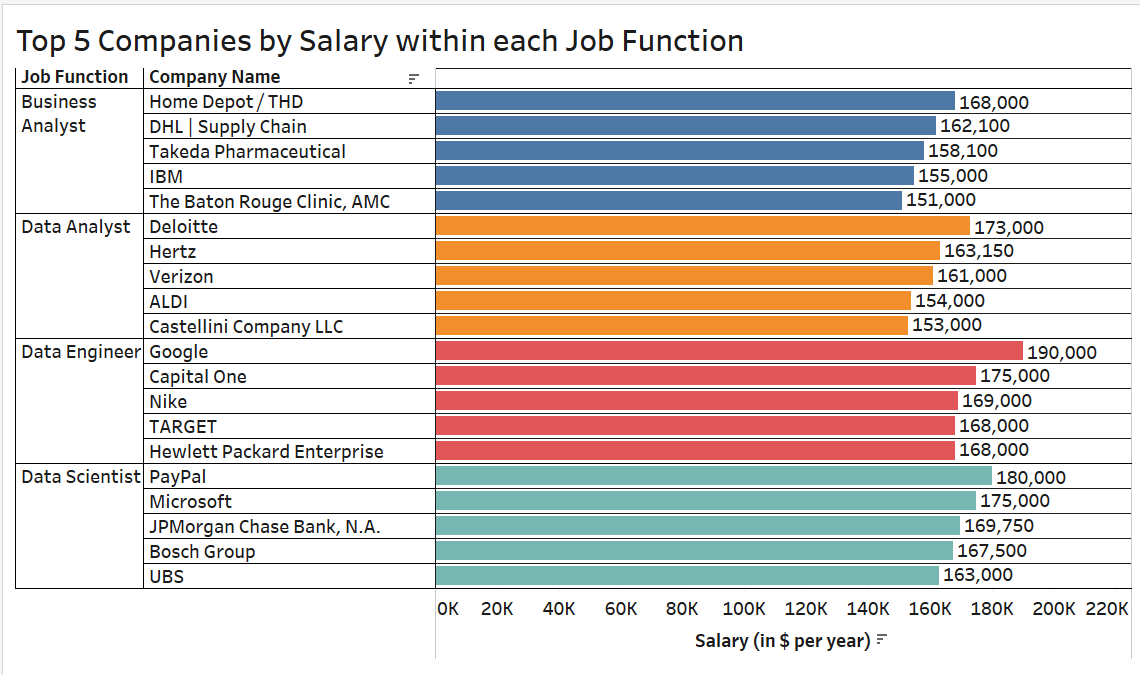 Top 5 Companies by Salary within each Job Function
Job Function Company Name
Business Analyst Home Depot / THD 168,000
DHL | Supply Chain 162,100
Takeda Pharmaceutical 158,100
IBM 155,000
The Baton Rouge Clinic, AMC 151,000
Data Analyst Deloitte 173,000
Hertz 163,150
Verizon 161,000
ALDI 154,000
Castellini Company LLC 153,000
Data Engineer Google 190,000
Capital One 175,000
Nike 169,000
TARGET 168,000
Hewlett Packard Enterprise 168,000
Data Scientist PayPal 180,000
Microsoft 175,000
JPMorgan Chase Bank, N.A. 169,750
Bosch Group 167,500
UBS 163,000
0K 20K 40K 60K 80K 100K 120K 140K 160K 180K 200K 220K
Salary (in $ per year)